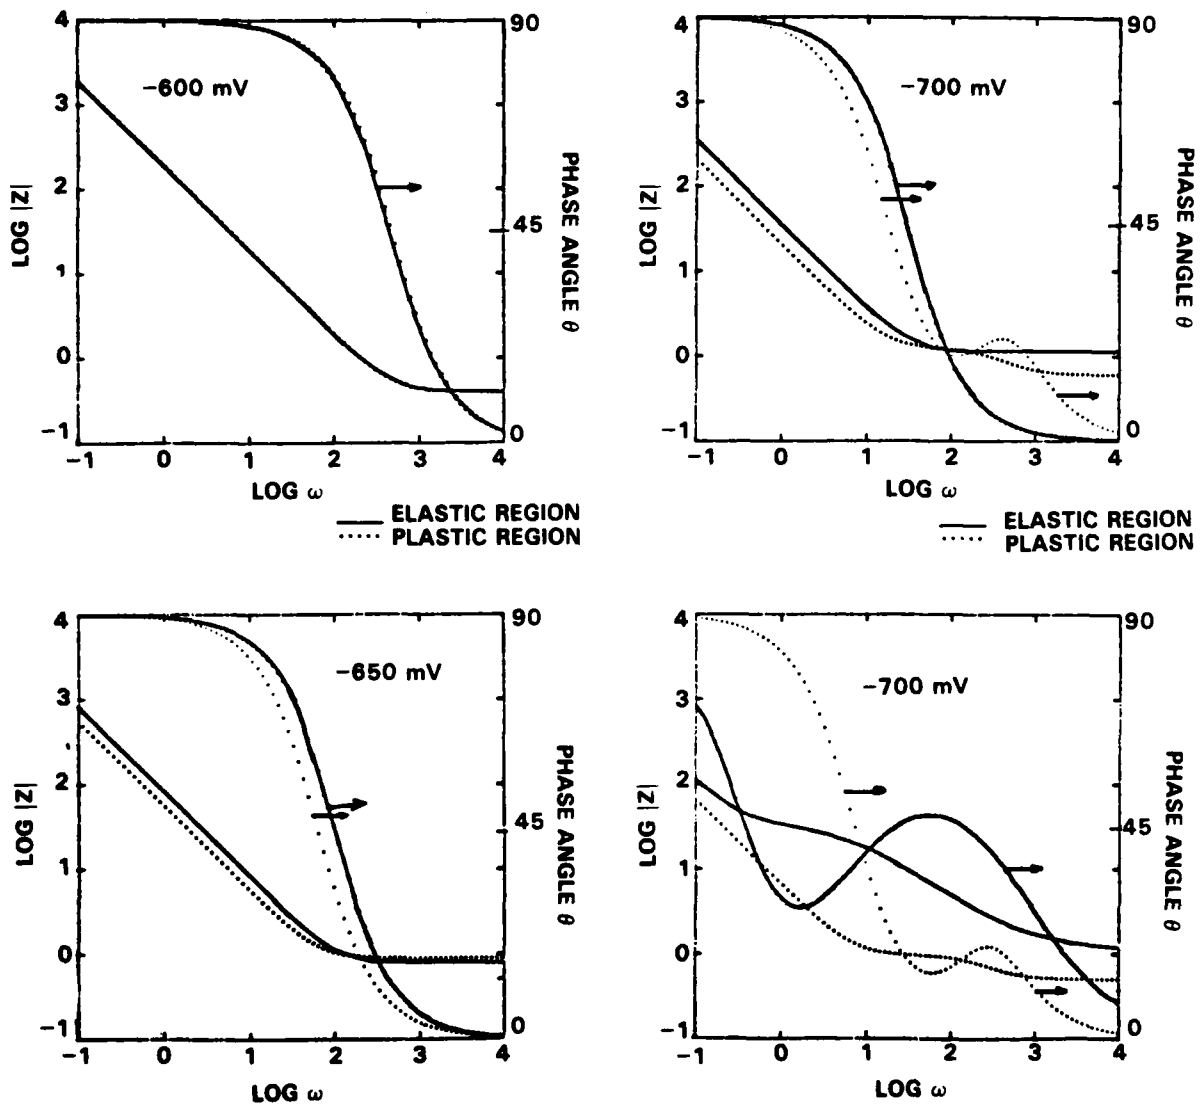 4
3
2
1
0
−1
LOG |Z|
−600 mV
90
45
0
PHASE ANGLE θ
−1 0 1 2 3 4
LOG ω
ELASTIC REGION
PLASTIC REGION
4
3
2
1
0
−1
LOG |Z|
−700 mV
90
45
0
PHASE ANGLE θ
−1 0 1 2 3 4
LOG ω
ELASTIC REGION
PLASTIC REGION
4
3
2
1
0
−1
LOG |Z|
−650 mV
90
45
0
PHASE ANGLE θ
−1 0 1 2 3 4
LOG ω
4
3
2
1
0
−1
LOG |Z|
−700 mV
90
45
0
PHASE ANGLE θ
−1 0 1 2 3 4
LOG ω